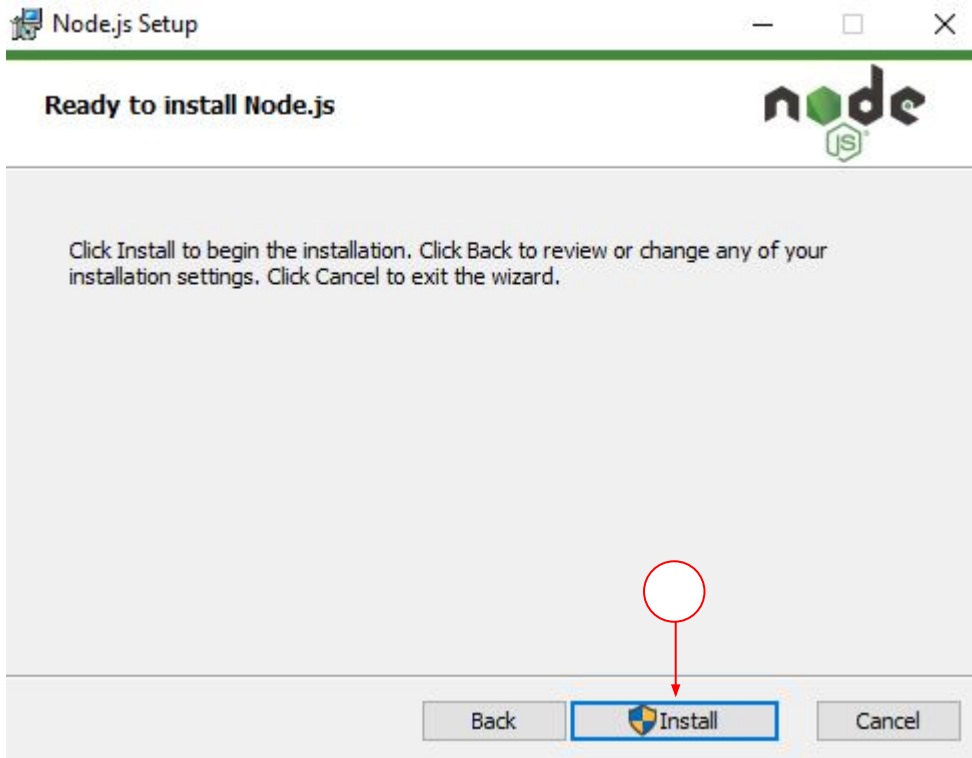 Node.js Setup
Ready to install Node.js
node
JS
Click Install to begin the installation. Click Back to review or change any of your
installation settings. Click Cancel to exit the wizard.
Back
Install
Cancel